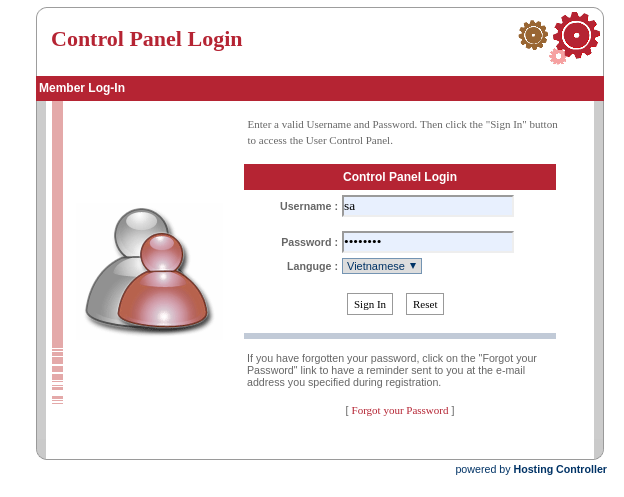 Control Panel Login
Member Log-In
Enter a valid Username and Password. Then click the "Sign In" button
to access the User Control Panel.
Control Panel Login
Username : sa
Password : ••••••••
Languge : Vietnamese
Sign In Reset
If you have forgotten your password, click on the "Forgot your
Password" link to have a reminder sent to you at the e-mail
address you specified during registration.
[ Forgot your Password ]
powered by Hosting Controller